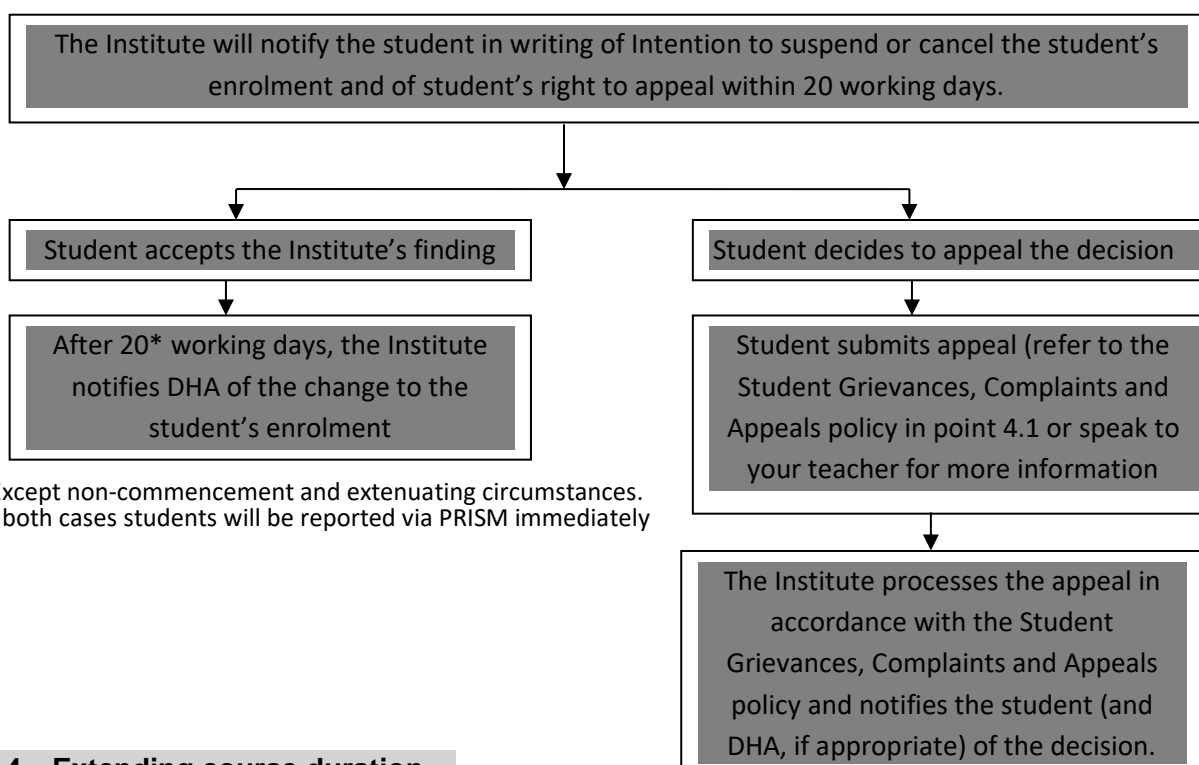 The Institute will notify the student in writing of Intention to suspend or cancel the student’s
enrolment and of student’s right to appeal within 20 working days.
Student accepts the Institute’s finding
Student decides to appeal the decision
After 20* working days, the Institute
notifies DHA of the change to the
student’s enrolment
Student submits appeal (refer to the
Student Grievances, Complaints and
Appeals policy in point 4.1 or speak to
your teacher for more information
Except non-commencement and extenuating circumstances.
both cases students will be reported via PRISM immediately
The Institute processes the appeal in
accordance with the Student
Grievances, Complaints and Appeals
policy and notifies the student (and
DHA, if appropriate) of the decision.
4 Extending course duration